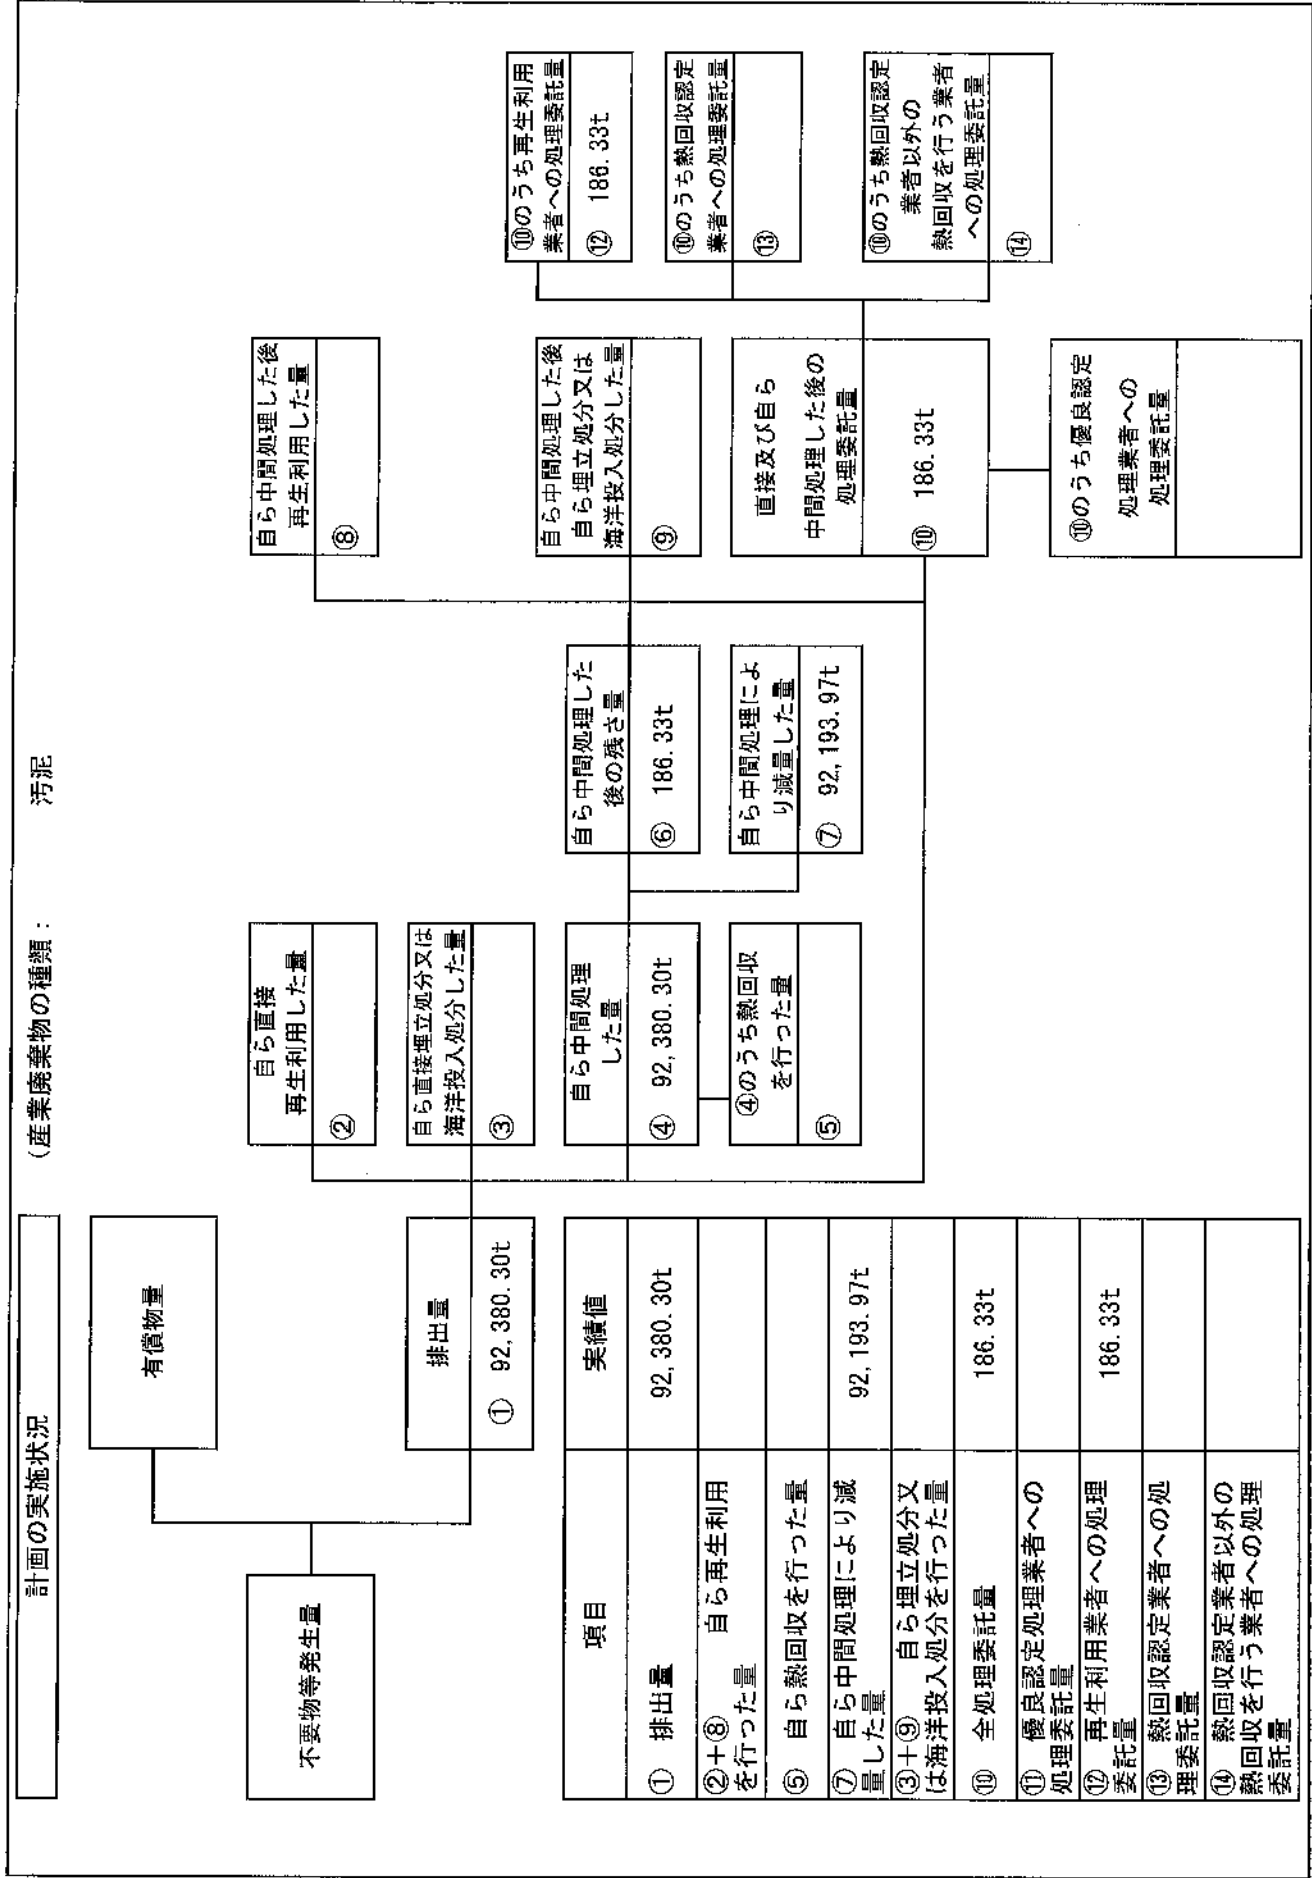 計画の実施状況
（産業廃棄物の種類：
汚泥
不要物等発生量
有償物量
排出量
① 92,380.30t
自ら直接
再生利用した量
②
自ら直接埋立処分又は
海洋投入処分した量
③
自ら中間処理
した量
④ 92,380.30t
④のうち熱回収
を行った量
⑤
自ら中間処理した
後の残さ量
⑥ 186.33t
自ら中間処理によ
り減量した量
⑦ 92,193.97t
自ら中間処理した後
再生利用した量
⑧
自ら中間処理した後
自ら埋立処分又は
海洋投入処分した量
⑨
直接及び自ら
中間処理した後の
処理委託量
⑩ 186.33t
⑩のうち優良認定
処理業者への
処理委託量
⑩のうち再生利用
業者への処理委託量
⑫ 186.33t
⑩のうち熱回収認定
業者への処理委託量
⑬
⑩のうち熱回収認定
業者以外の
熱回収を行う業者
への処理委託量
⑭
項目 実績値
① 排出量 92,380.30t
②＋⑧ 自ら再生利用
を行った量
⑤ 自ら熱回収を行った量
⑦ 自ら中間処理により減
量した量 92,193.97t
③＋⑨ 自ら埋立処分又
は海洋投入処分を行った量
⑩ 全処理委託量 186.33t
⑪ 優良認定処理業者への
処理委託量
⑫ 再生利用業者への処理
委託量 186.33t
⑬ 熱回収認定業者への処
理委託量
⑭ 熱回収認定業者以外の
熱回収を行う業者への処理
委託量